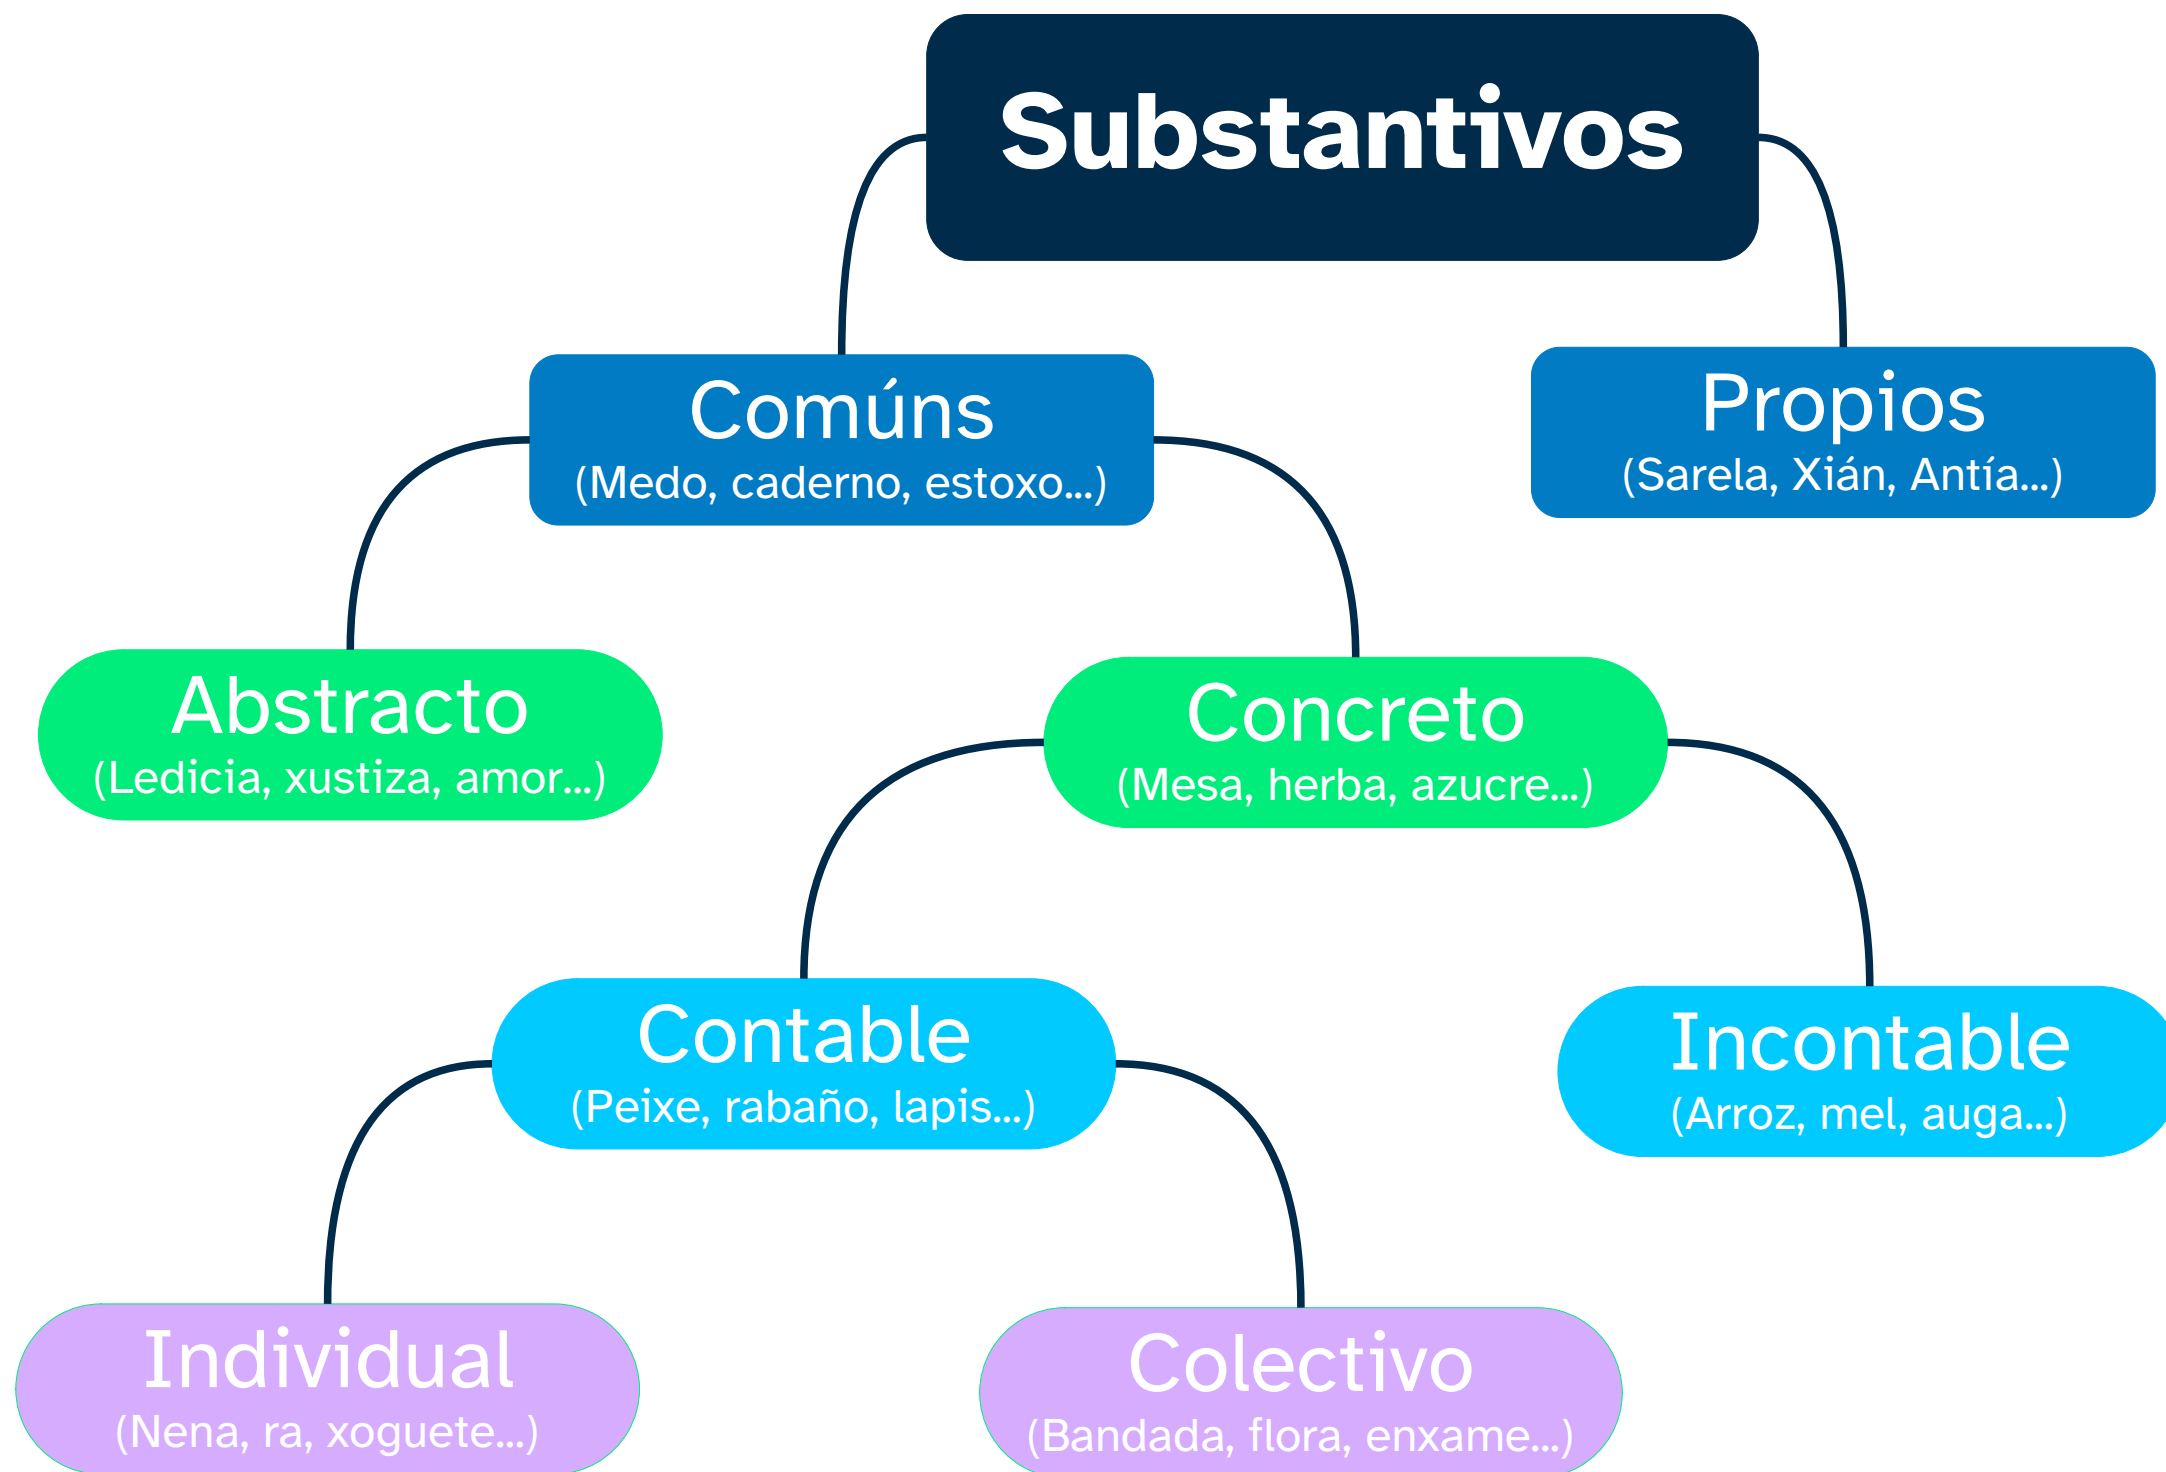 Substantivos
Comúns
(Medo, caderno, estoxo...)
Propios
(Sarela, Xián, Antía...)
Abstracto
(Ledicia, xustiza, amor...)
Concreto
(Mesa, herba, azucre...)
Contable
(Peixe, rabaño, lapis...)
Incontable
(Arroz, mel, auga...)
Individual
(Nena, ra, xoguete...)
Colectivo
(Bandada, flora, enxame...)